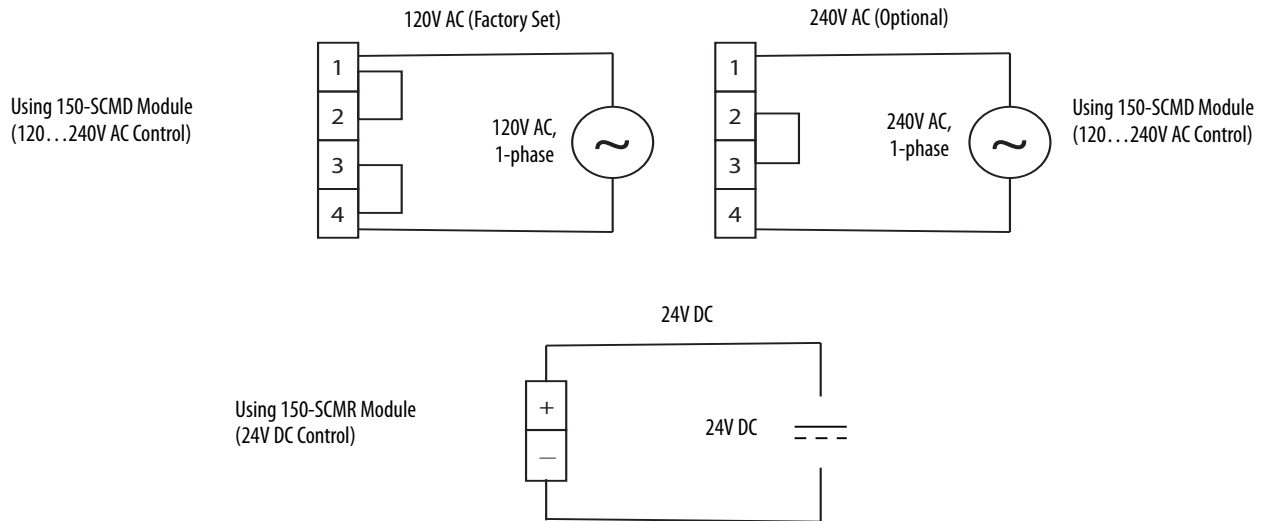 120V AC (Factory Set)
240V AC (Optional)
Using 150-SCMD Module
(120…240V AC Control)
1
2
3
4
120V AC,
1-phase
~
1
2
3
4
240V AC,
1-phase
~
Using 150-SCMD Module
(120…240V AC Control)
24V DC
Using 150-SCMR Module
(24V DC Control)
+
–
24V DC